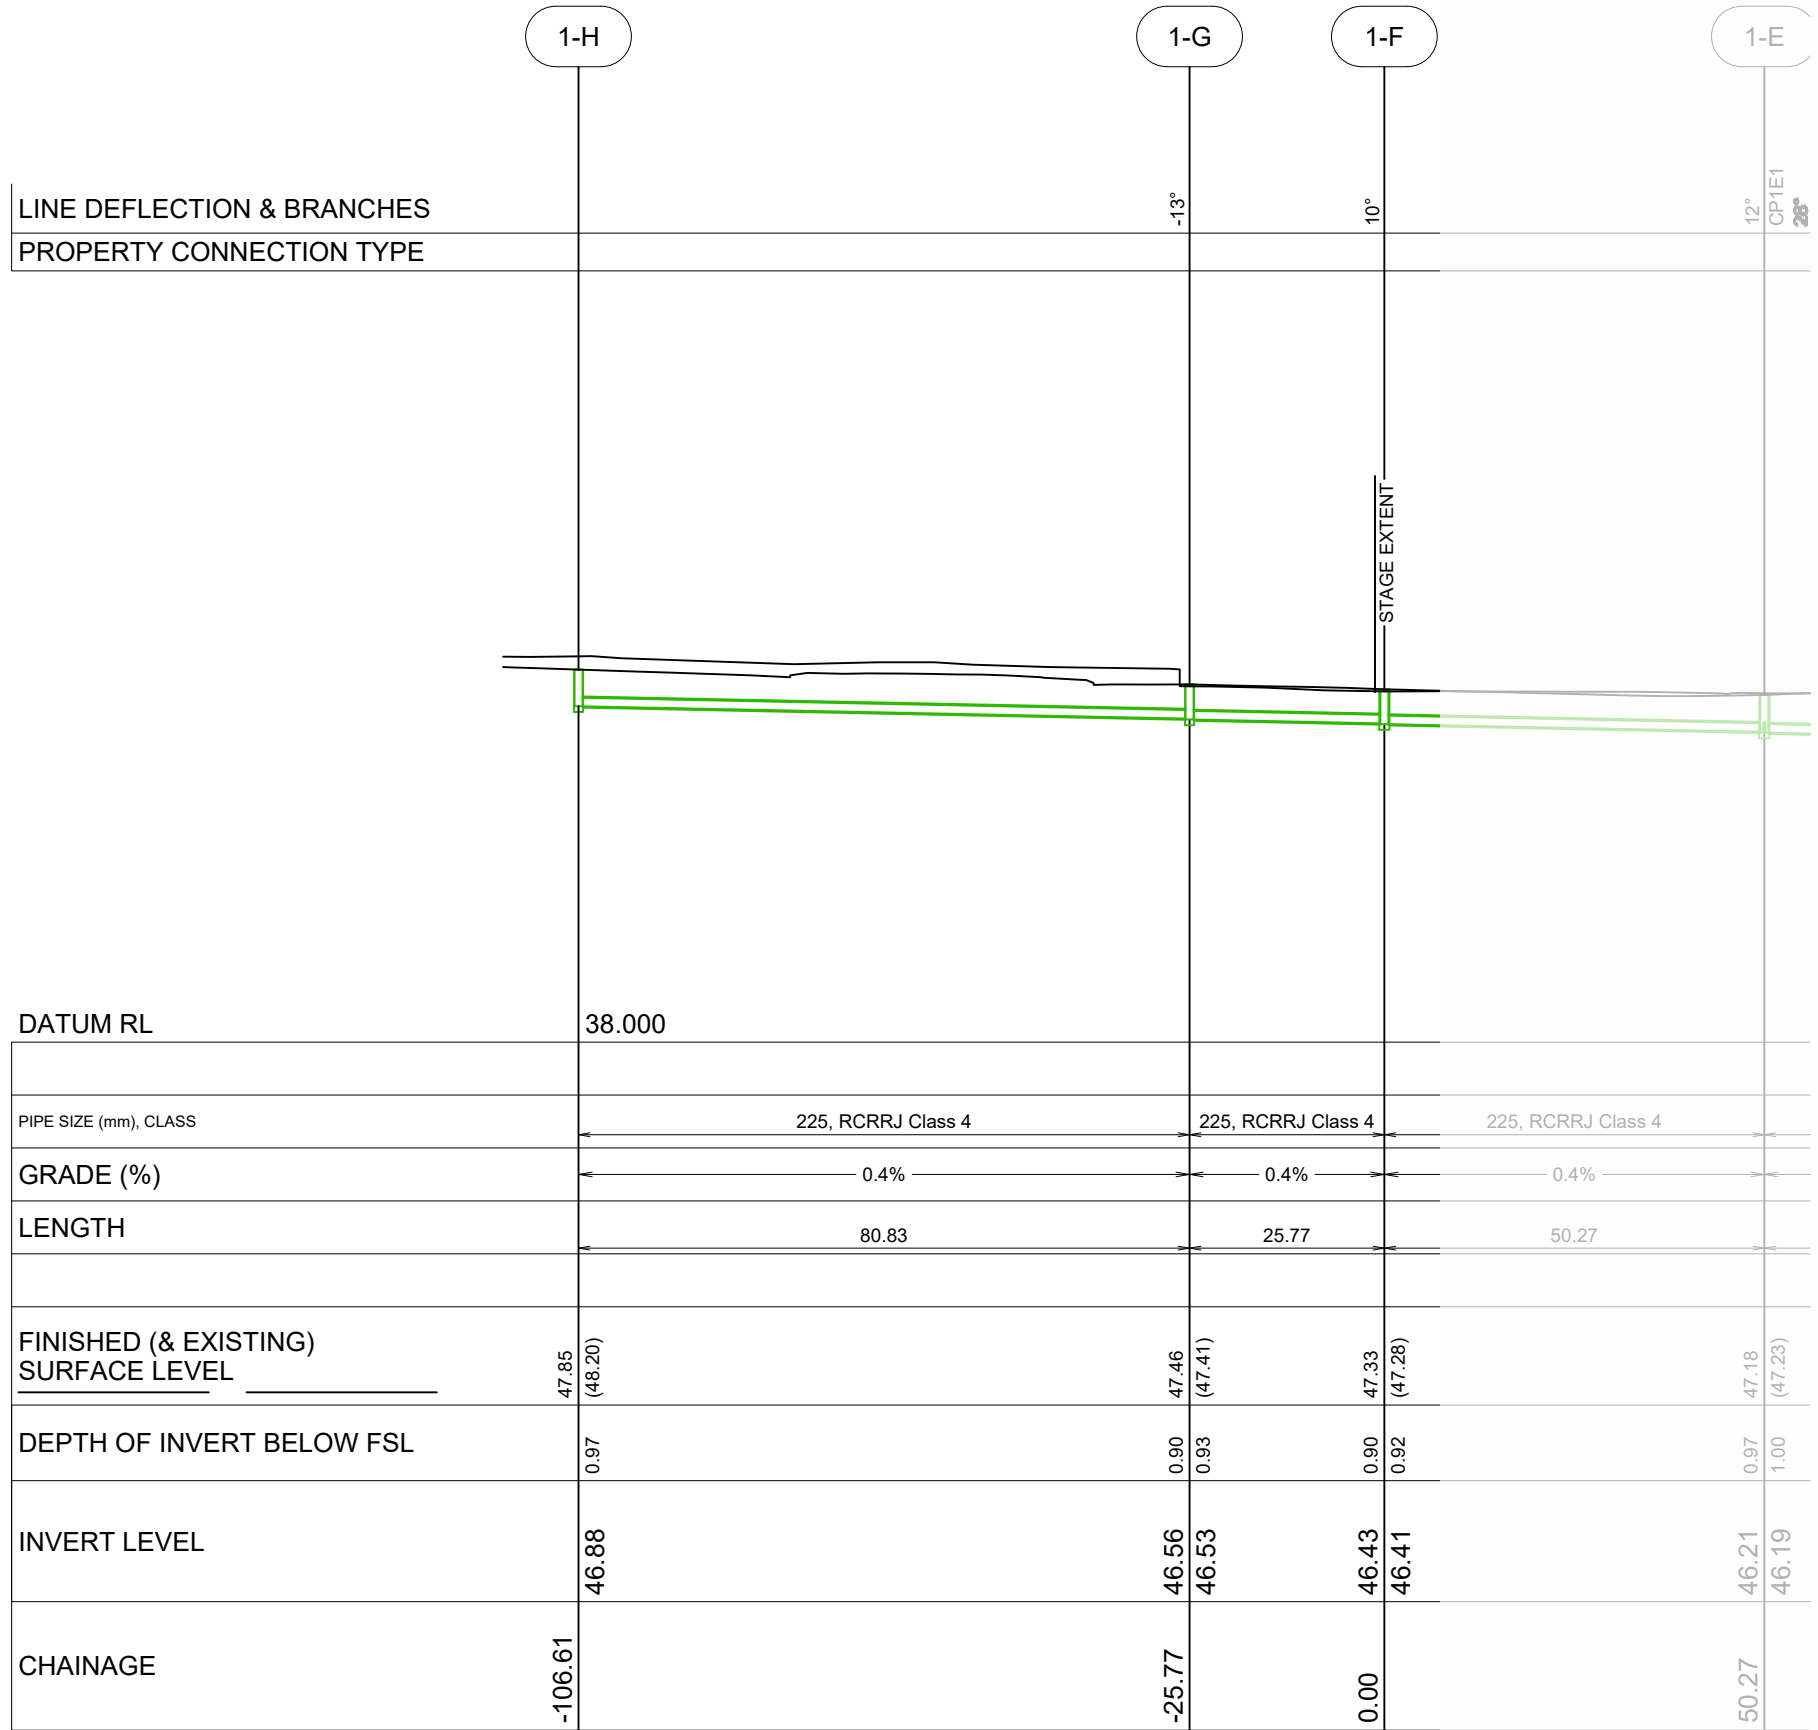 1-H 1-G 1-F 1-E
LINE DEFLECTION & BRANCHES -13° 10° 12° CP1E1 28°
PROPERTY CONNECTION TYPE
STAGE EXTENT
DATUM RL 38.000
PIPE SIZE (mm), CLASS 225, RCRRJ Class 4 225, RCRRJ Class 4 225, RCRRJ Class 4
GRADE (%) 0.4% 0.4% 0.4%
LENGTH 80.83 25.77 50.27
FINISHED (& EXISTING)
SURFACE LEVEL 47.85 (48.20) 47.46 (47.41) 47.33 (47.28) 47.18 (47.23)
DEPTH OF INVERT BELOW FSL 0.97 0.90 0.93 0.90 0.92 0.97 1.00
INVERT LEVEL 46.88 46.56 46.53 46.43 46.41 46.21 46.19
CHAINAGE -106.61 -25.77 0.00 50.27